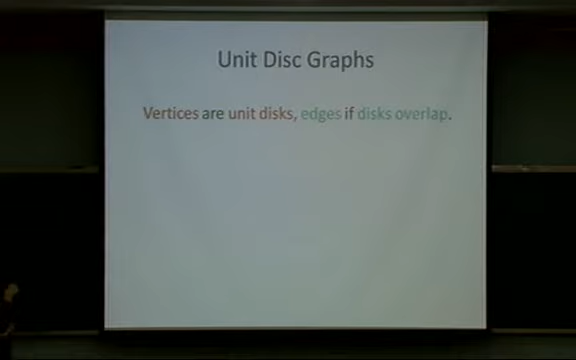 Unit Disc Graphs
Vertices are unit disks, edges if disks overlap.